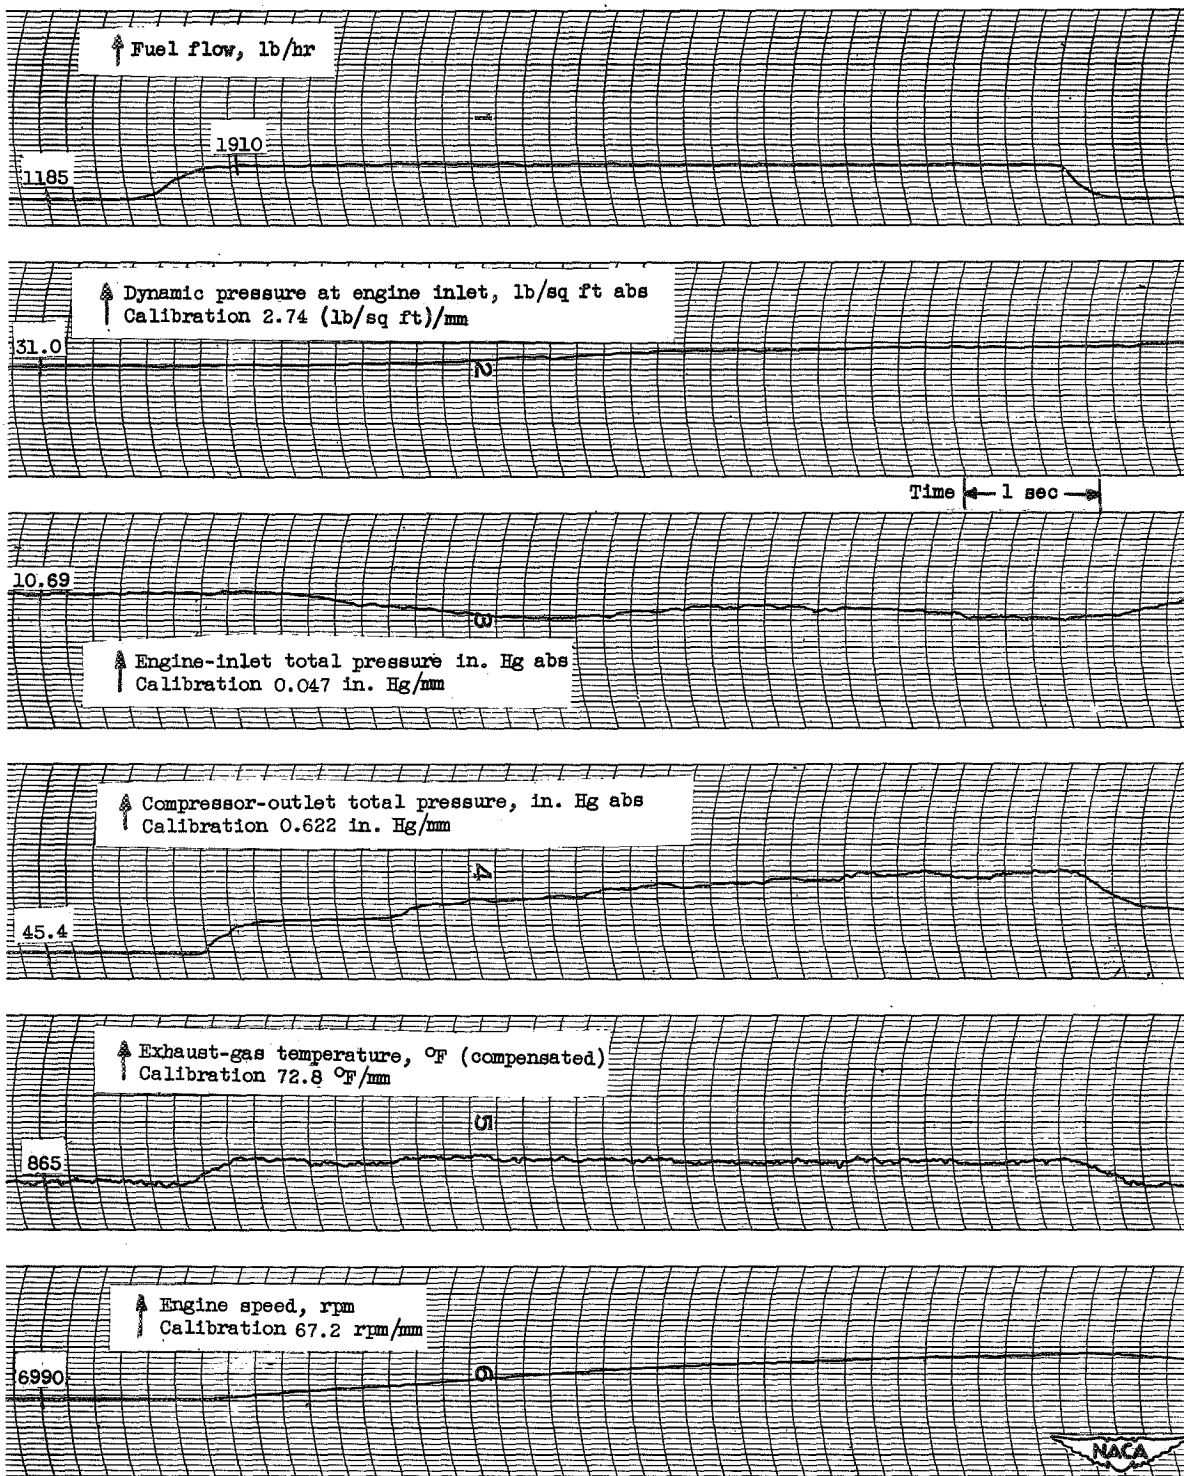 Fuel flow, lb/hr
1
1910
1185
Dynamic pressure at engine inlet, lb/sq ft abs
Calibration 2.74 (lb/sq ft)/mm
31.0
2
Time 1 sec
10.69
3
Engine-inlet total pressure in. Hg abs
Calibration 0.047 in. Hg/mm
Compressor-outlet total pressure, in. Hg abs
Calibration 0.622 in. Hg/mm
4
45.4
Exhaust-gas temperature, °F (compensated)
Calibration 72.8 °F/mm
5
865
Engine speed, rpm
Calibration 67.2 rpm/mm
6990
6
NACA